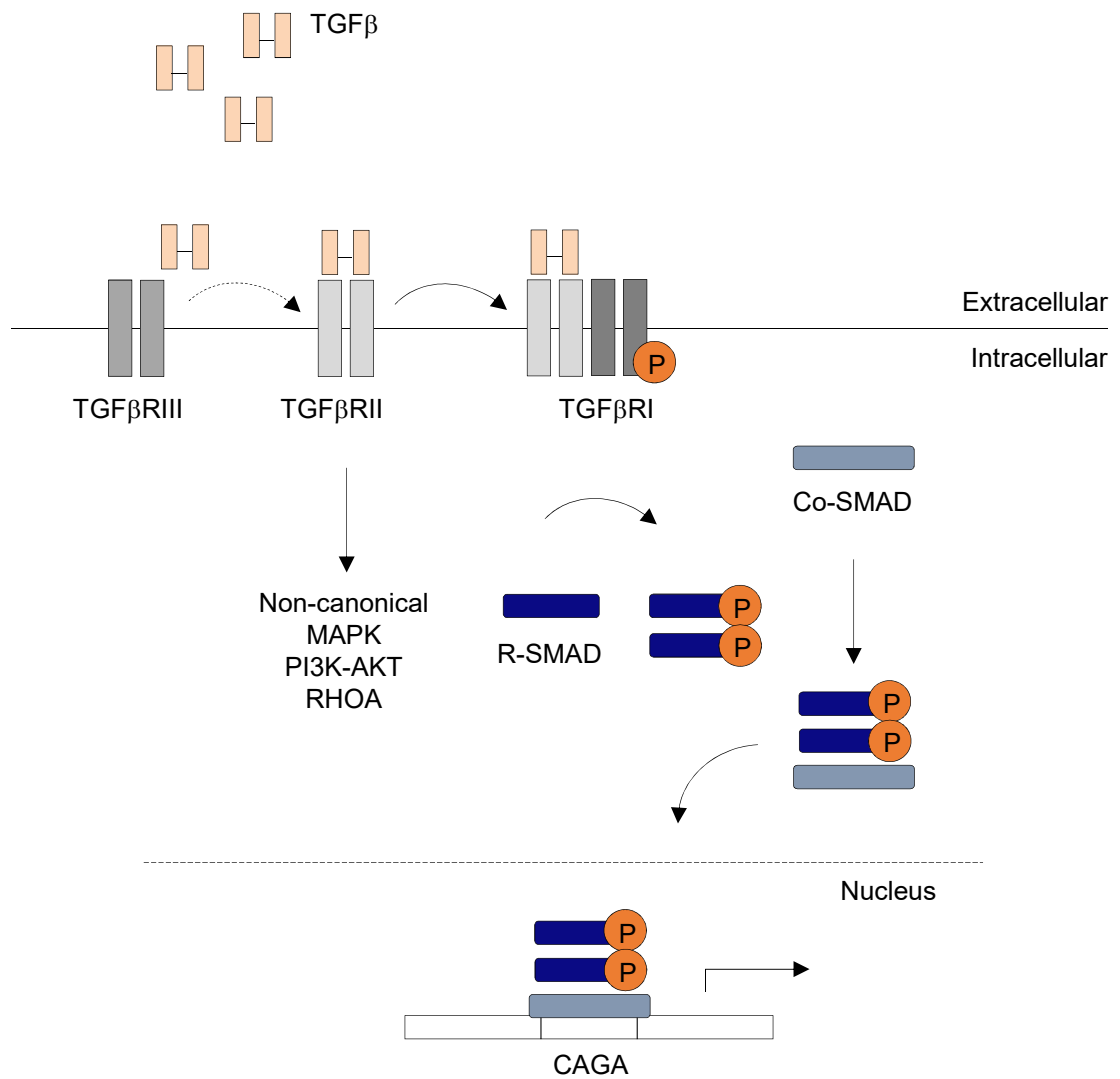 TGFβ
Extracellular
Intracellular
P
TGFβRIII
TGFβRII
TGFβRI
Co-SMAD
Non-canonical
MAPK
PI3K-AKT
RHOA
R-SMAD
P
P
P
P
Nucleus
P
P
CAGA